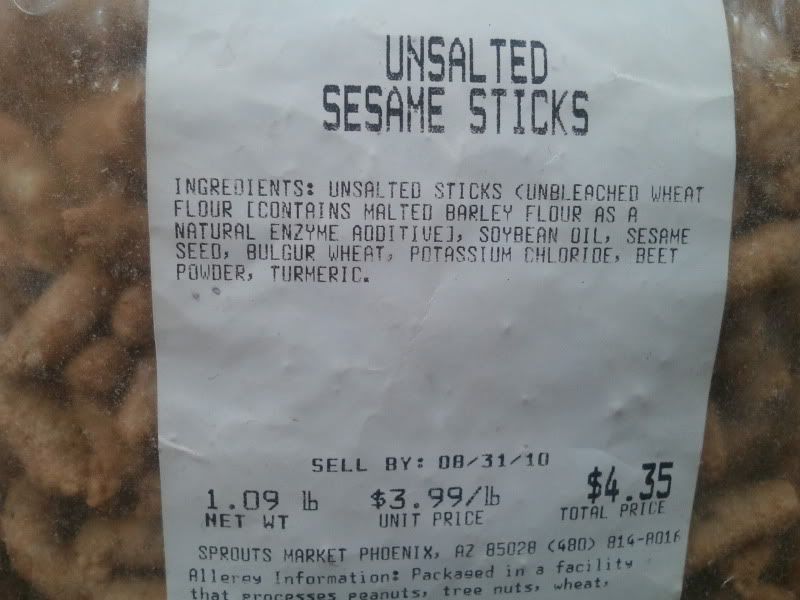 UNSALTED
SESAME STICKS
INGREDIENTS: UNSALTED STICKS (UNBLEACHED WHEAT
FLOUR [CONTAINS MALTED BARLEY FLOUR AS A
NATURAL ENZYME ADDITIVE], SOYBEAN OIL, SESAME
SEED, BULGUR WHEAT, POTASSIUM CHLORIDE, BEET
POWDER, TURMERIC.
SELL BY: 08/31/10
1.09 lb $3.99/lb $4.35
NET WT UNIT PRICE TOTAL PRICE
SPROUTS MARKET PHOENIX, AZ 85028 (480) 814-8016
Allergy Information: Packaged in a facility
that processes peanuts, tree nuts, wheat,